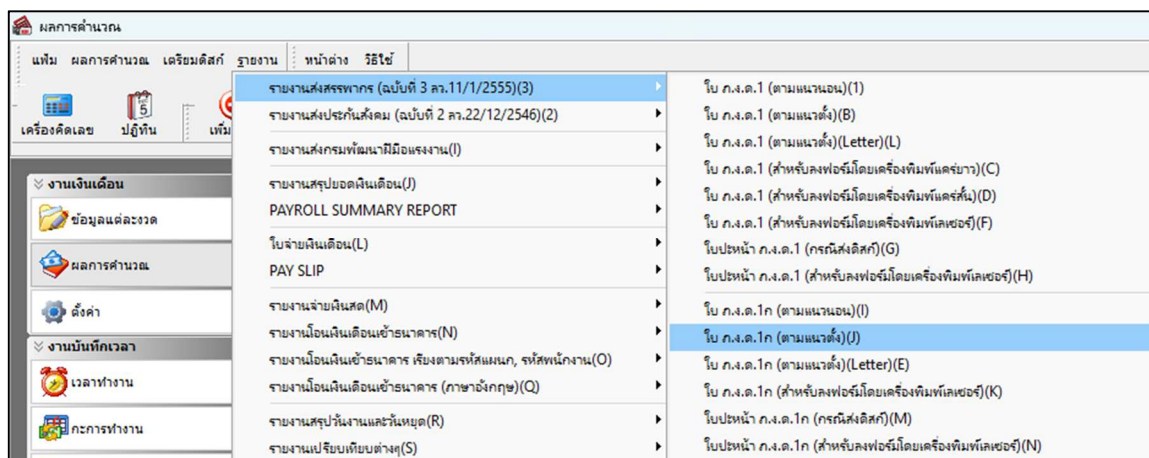 ผลการคำนวณ
แฟ้ม ผลการคำนวณ เตรียมดิสก์ รายงาน หน้าต่าง วิธีใช้
เครื่องคิดเลข ปฏิทิน เพิ่ม
5
งานเงินเดือน
ข้อมูลแต่ละงวด
ผลการคำนวณ
ตั้งค่า
งานบันทึกเวลา
เวลาทำงาน
กะการทำงาน
รายงานส่งสรรพากร (ฉบับที่ 3 ลว.11/1/2555)(3)
รายงานส่งประกันสังคม (ฉบับที่ 2 ลว.22/12/2546)(2)
รายงานส่งกรมพัฒนาฝีมือแรงงาน(I)
รายงานสรุปยอดเงินเดือน(J)
PAYROLL SUMMARY REPORT
ใบจ่ายเงินเดือน(L)
PAY SLIP
รายงานจ่ายเงินสด(M)
รายงานโอนเงินเดือนเข้าธนาคาร(N)
รายงานโอนเงินเข้าธนาคาร เรียงตามรหัสแผนก, รหัสพนักงาน(O)
รายงานโอนเงินเดือนเข้าธนาคาร (ภาษาอังกฤษ)(Q)
รายงานสรุปวันงานและวันหยุด(R)
รายงานเปรียบเทียบต่างๆ(S)
ใบ ภ.ง.ด.1 (ตามแนวนอน)(1)
ใบ ภ.ง.ด.1 (ตามแนวตั้ง)(B)
ใบ ภ.ง.ด.1 (ตามแนวตั้ง)(Letter)(L)
ใบ ภ.ง.ด.1 (สำหรับลงฟอร์มโดยเครื่องพิมพ์แคร่ยาว)(C)
ใบ ภ.ง.ด.1 (สำหรับลงฟอร์มโดยเครื่องพิมพ์แคร่สั้น)(D)
ใบ ภ.ง.ด.1 (สำหรับลงฟอร์มโดยเครื่องพิมพ์เลเซอร์)(F)
ใบปะหน้า ภ.ง.ด.1 (กรณีส่งดิสก์)(G)
ใบปะหน้า ภ.ง.ด.1 (สำหรับลงฟอร์มโดยเครื่องพิมพ์เลเซอร์)(H)
ใบ ภ.ง.ด.1ก (ตามแนวนอน)(I)
ใบ ภ.ง.ด.1ก (ตามแนวตั้ง)(J)
ใบ ภ.ง.ด.1ก (ตามแนวตั้ง)(Letter)(E)
ใบ ภ.ง.ด.1ก (สำหรับลงฟอร์มโดยเครื่องพิมพ์เลเซอร์)(K)
ใบปะหน้า ภ.ง.ด.1ก (กรณีส่งดิสก์)(M)
ใบปะหน้า ภ.ง.ด.1ก (สำหรับลงฟอร์มโดยเครื่องพิมพ์เลเซอร์)(N)